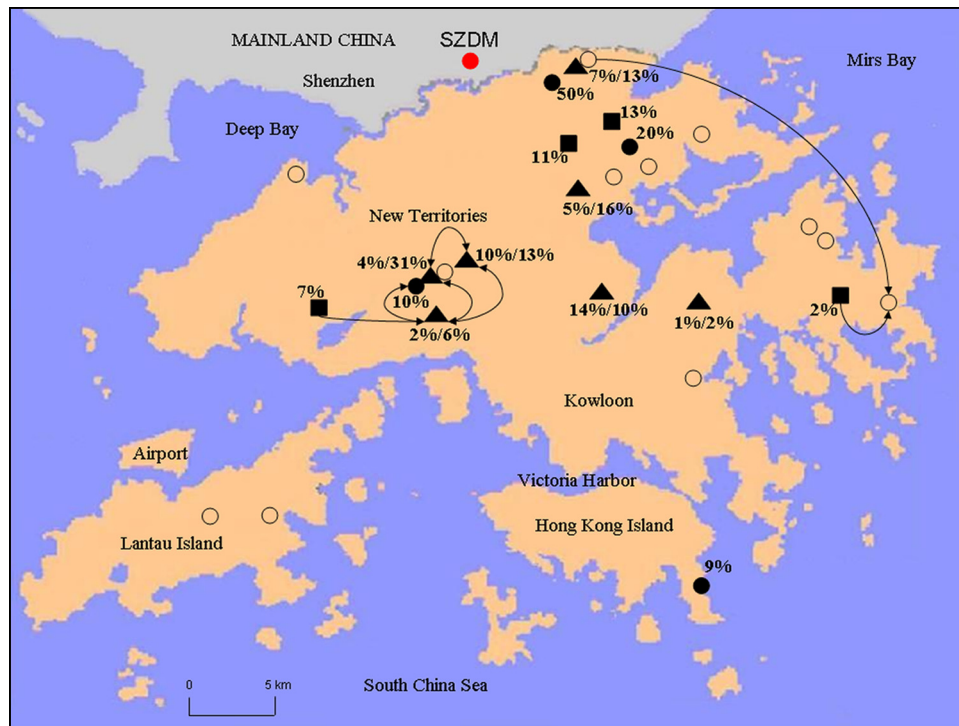 MAINLAND CHINA
SZDM
Shenzhen
Mirs Bay
7%/13%
50%
13%
Deep Bay
20%
11%
5%/16%
New Territories
10%/13%
4%/31%
7%
10%
14%/10%
2%
1%/2%
2%/6%
Kowloon
Airport
Victoria Harbor
Hong Kong Island
Lantau Island
9%
South China Sea
0 5 km